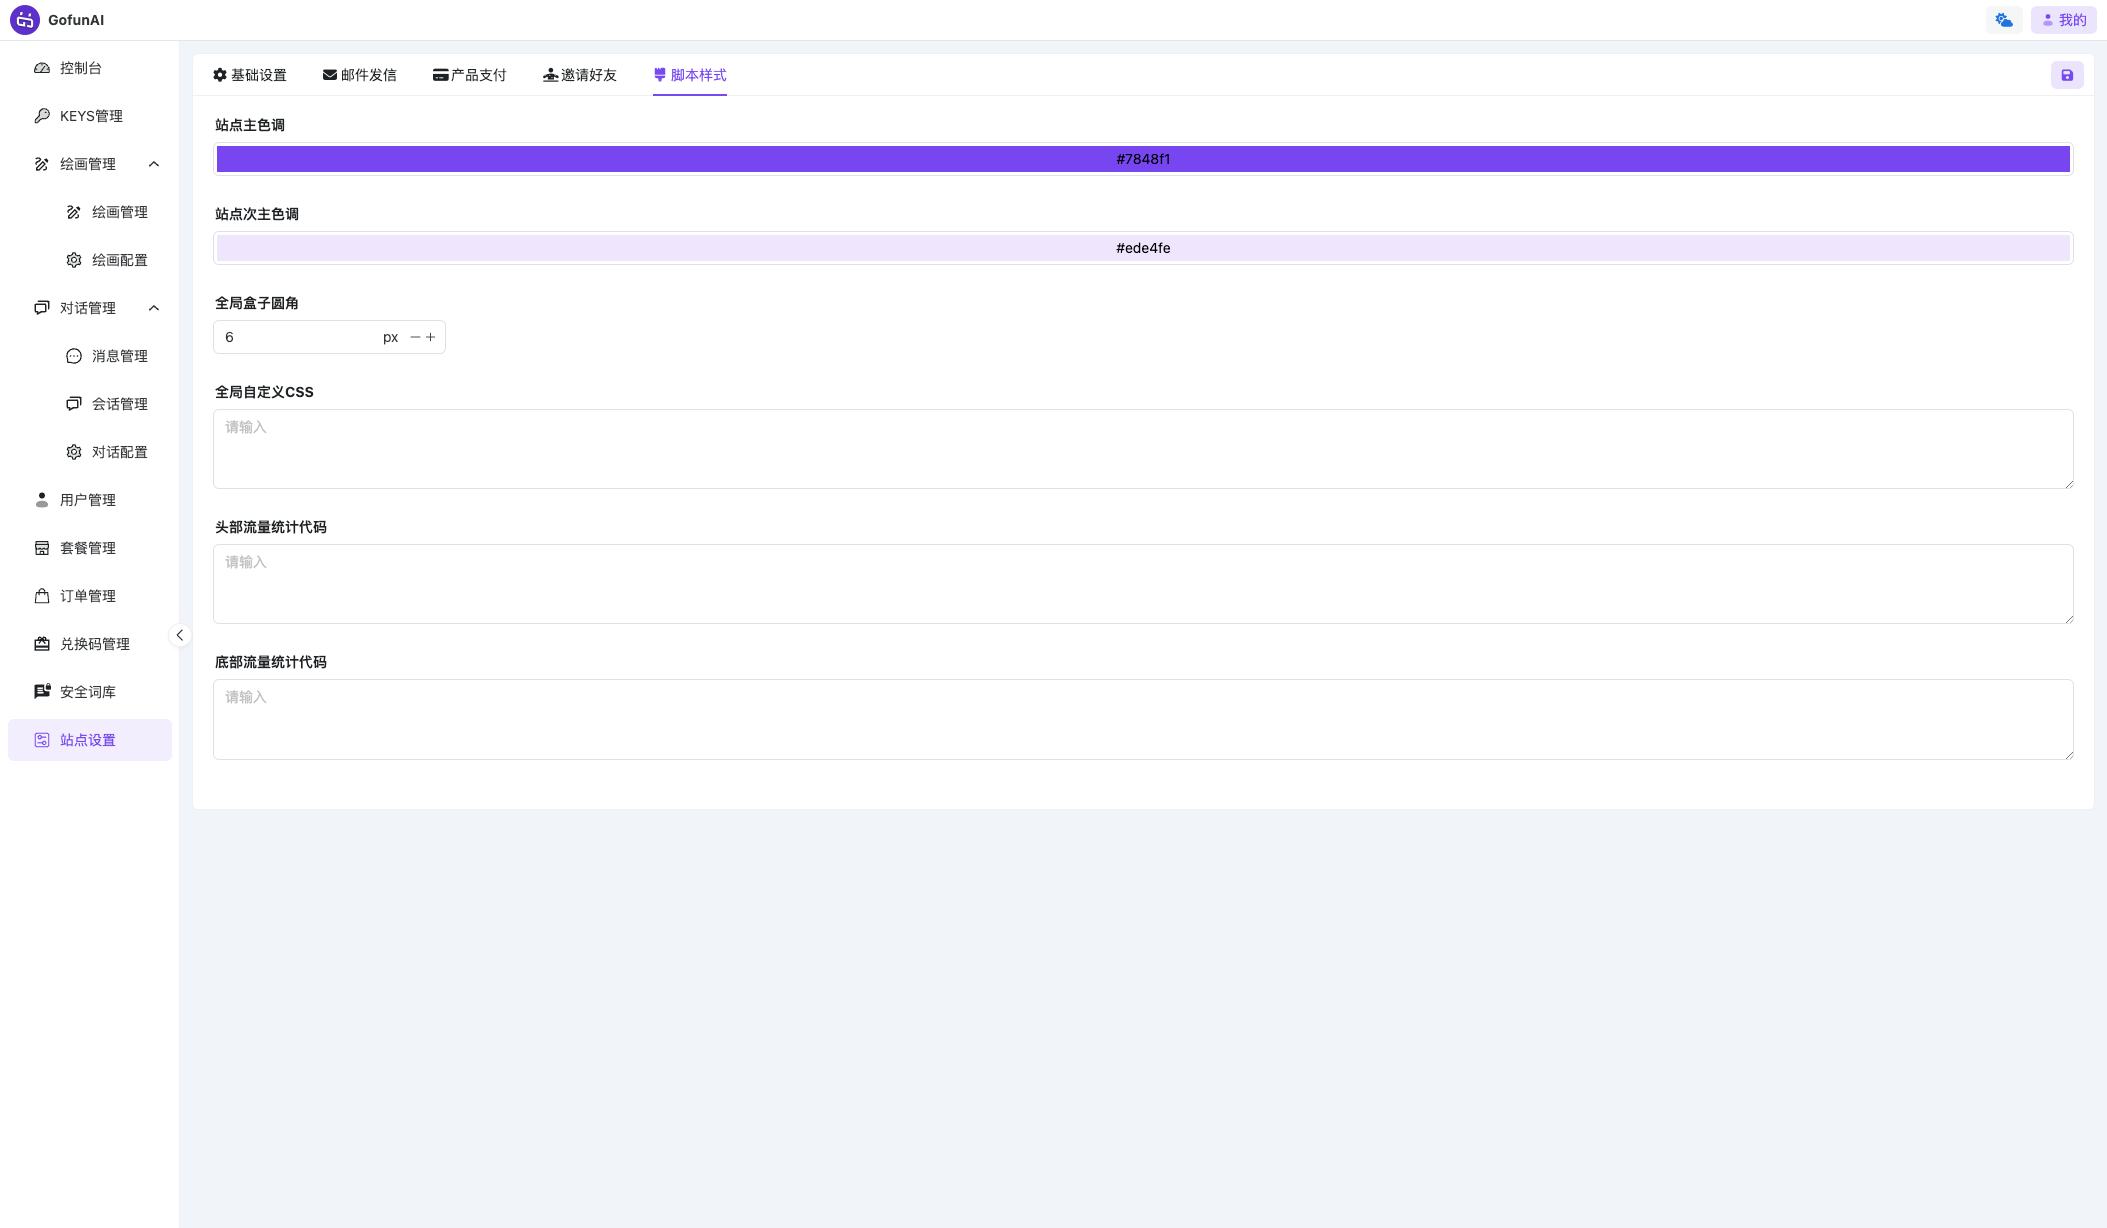 GofunAI
我的
控制台
KEYS管理
绘画管理
绘画管理
绘画配置
对话管理
消息管理
会话管理
对话配置
用户管理
套餐管理
订单管理
兑换码管理
安全词库
站点设置
基础设置 邮件发信 产品支付 邀请好友 脚本样式
站点主色调
#7848f1
站点次主色调
#ede4fe
全局盒子圆角
6 px
全局自定义CSS
请输入
头部流量统计代码
请输入
底部流量统计代码
请输入